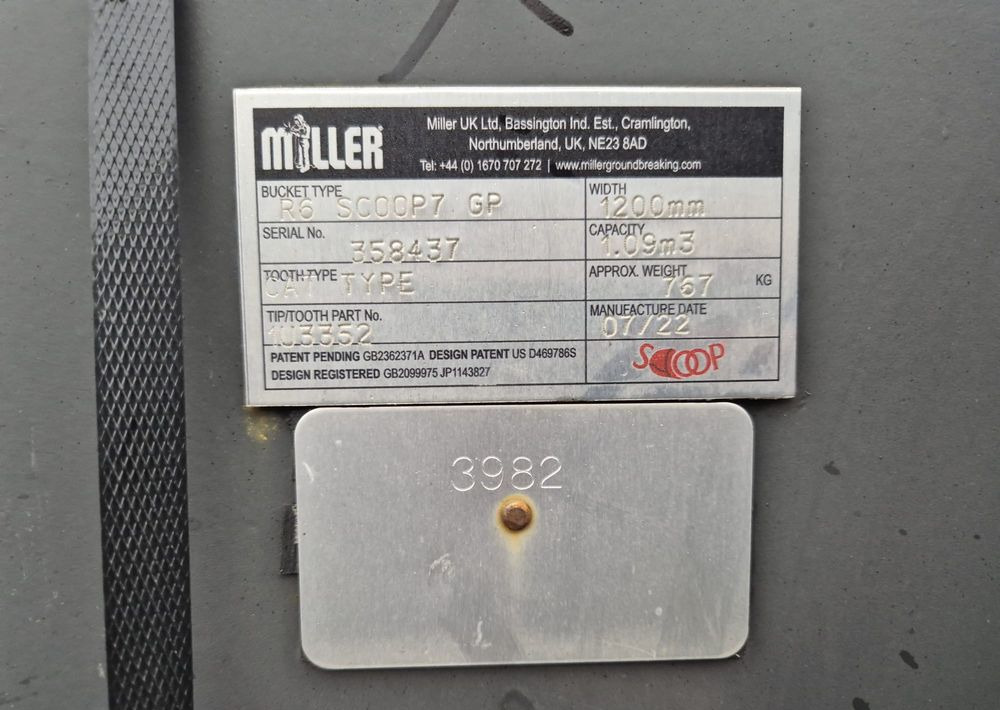 MILLER
Miller UK Ltd, Bassington Ind. Est., Cramlington,
Northumberland, UK, NE23 8AD
Tel: +44 (0) 1670 707 272 | www.millergroundbreaking.com
BUCKET TYPE
R6 SCOOP7 GP
WIDTH
1200mm
SERIAL No.
358437
CAPACITY
1.09m3
TOOTH TYPE
CAT TYPE
APPROX. WEIGHT
767 KG
TIP/TOOTH PART No.
1U3352
MANUFACTURE DATE
07/22
PATENT PENDING GB2362371A DESIGN PATENT US D469786S
DESIGN REGISTERED GB2099975 JP1143827
SCOOP
3982